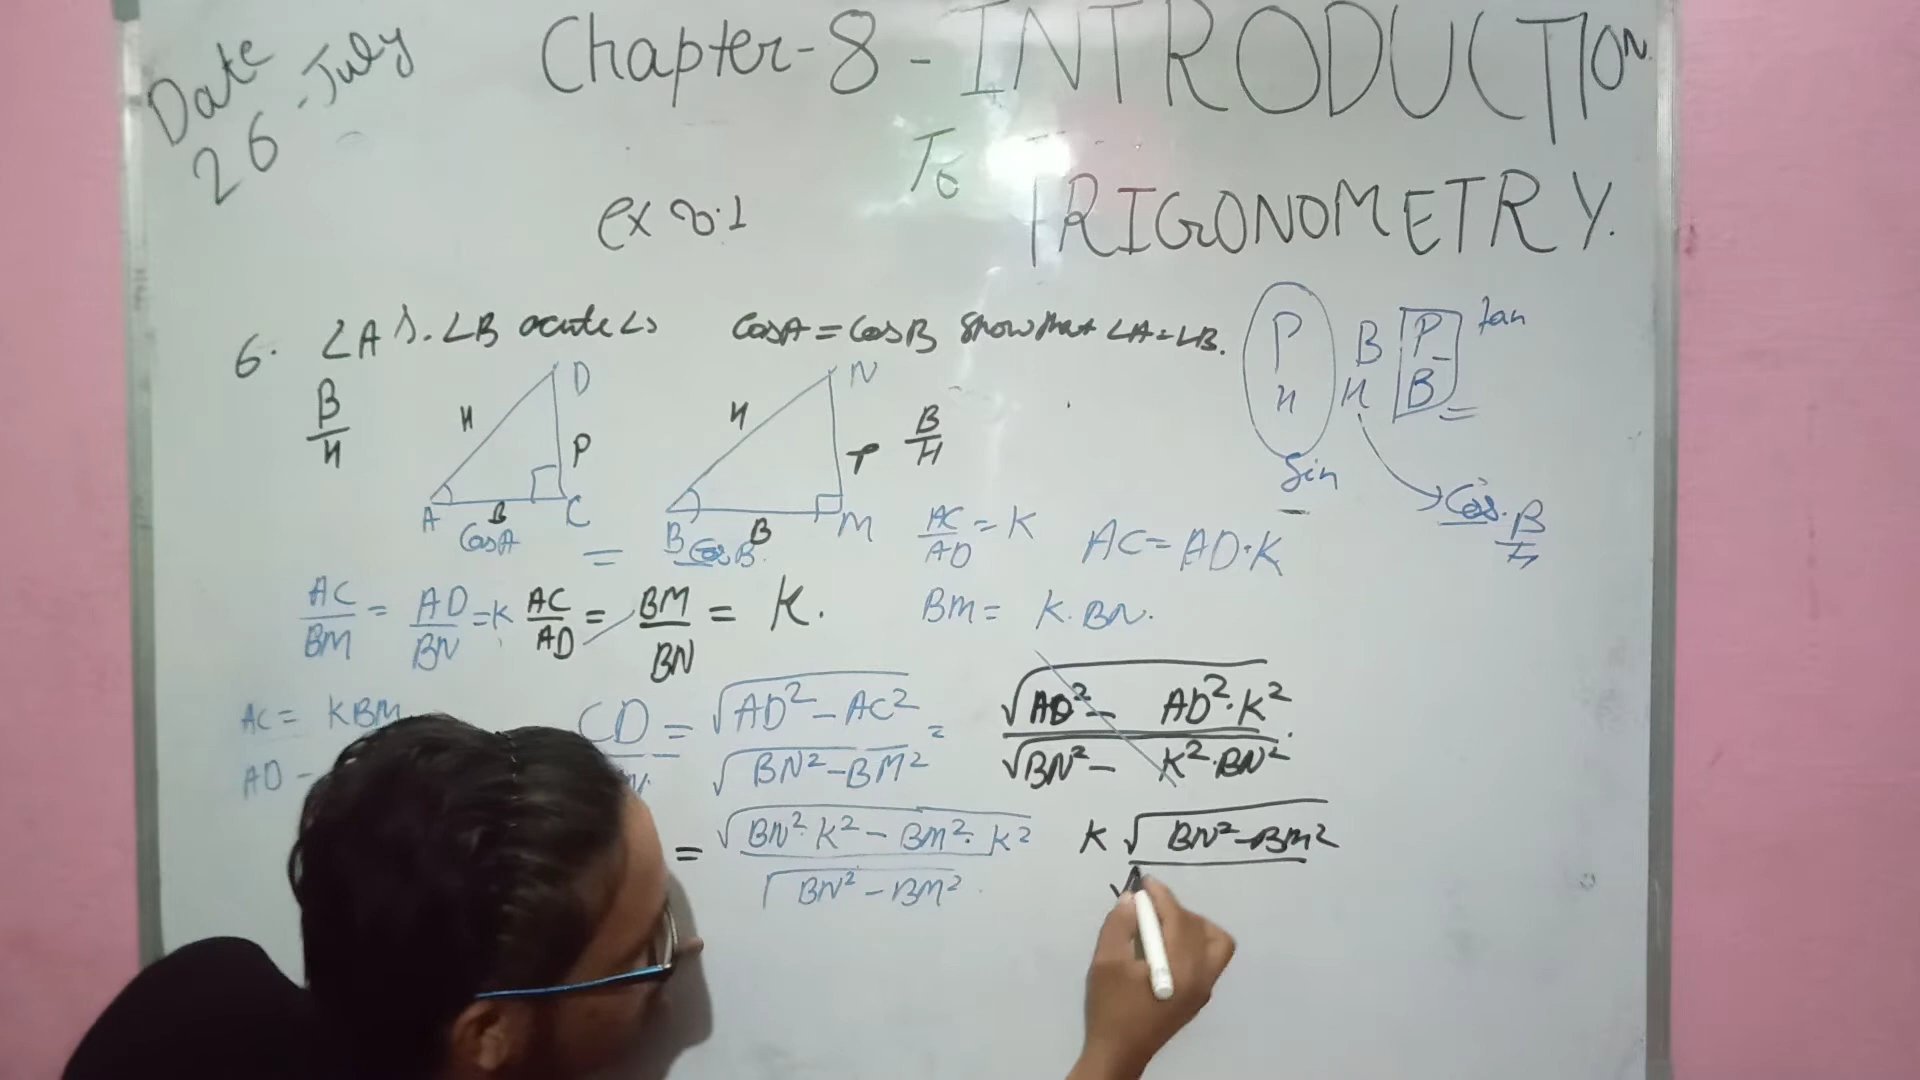 Date
26-July
Chapter-8-INTRODUCTION
To
TRIGONOMETRY.
ex 8.1
6. ∠A &. ∠B acute ∠s CosA = CosB show that ∠A = ∠B.
P B P tan
H H B
Sin
Cos. B
H
B
H
D
H
P
A B C
CosA
=
N
H
P
B B M
CosB
B
H
AC/AD = K AC = AD·K
AC/BM = AD/BN = K AC/AD = BM/BN = K.
BM = K·BN.
AC = KBM
AD -
CD = √AD² - AC² / √BN² - BM² = √AD² - AD²·K² / √BN² - K²·BN².
= √BN²·K² - BM²·K² / √BN² - BM²
K √BN² - BM²
√